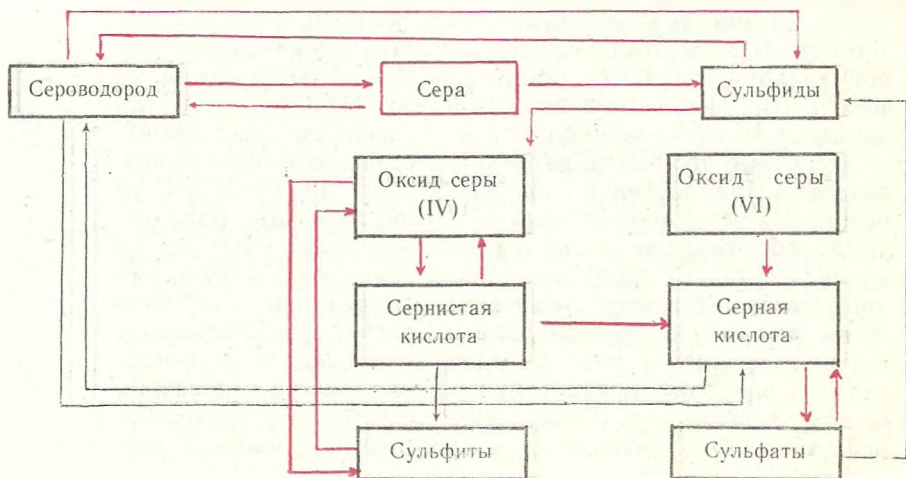 Сероводород
Сера
Сульфиды
Оксид серы
(IV)
Оксид серы
(VI)
Сернистая
кислота
Серная
кислота
Сульфиты
Сульфаты